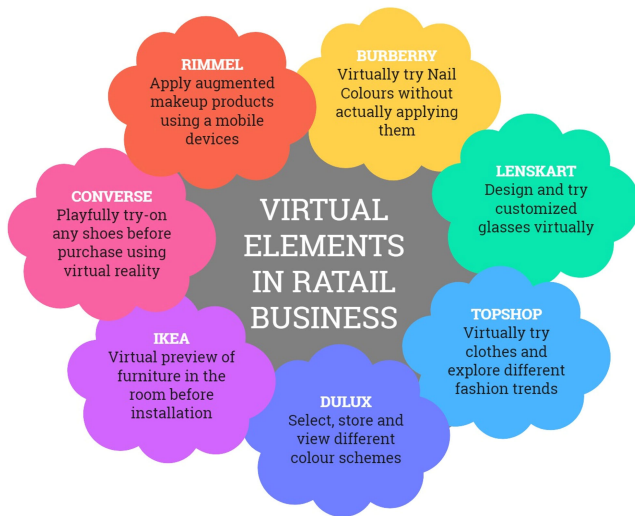 VIRTUAL
ELEMENTS
IN RATAIL
BUSINESS
RIMMEL
Apply augmented
makeup products
using a mobile
devices
BURBERRY
Virtually try Nail
Colours without
actually applying
them
LENSKART
Design and try
customized
glasses virtually
TOPSHOP
Virtually try
clothes and
explore different
fashion trends
DULUX
Select, store and
view different
colour schemes
IKEA
Virtual preview of
furniture in the
room before
installation
CONVERSE
Playfully try-on
any shoes before
purchase using
virtual reality